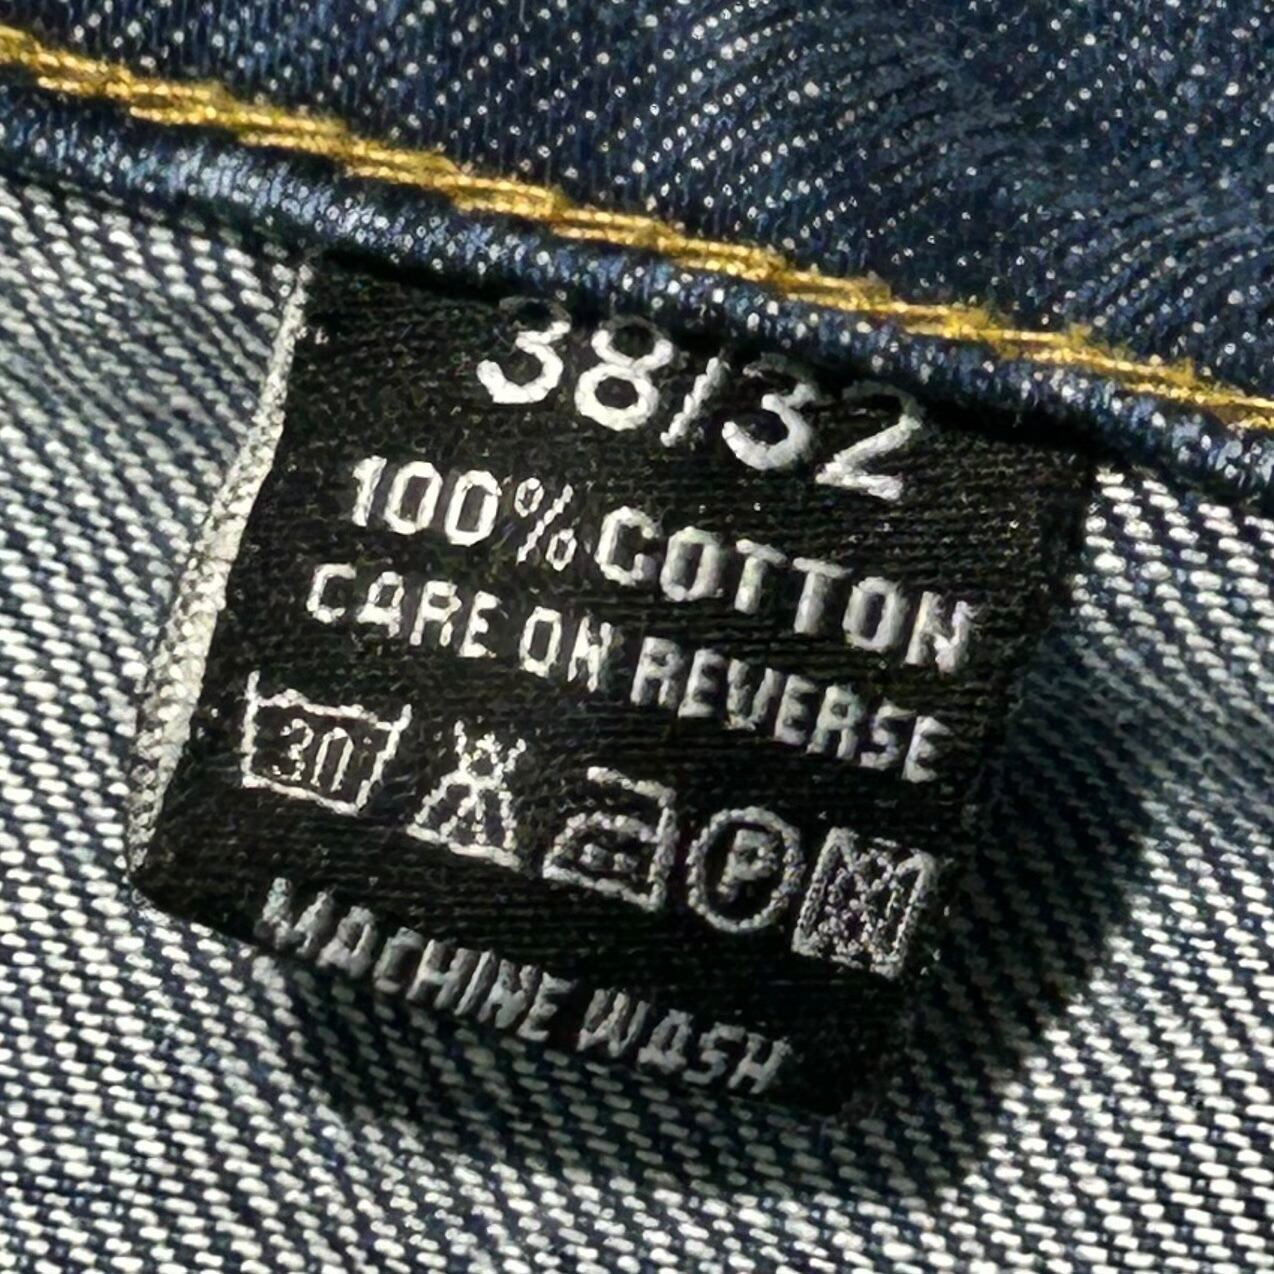 38/32
100% COTTON
CARE ON REVERSE
30 P
MACHINE WASH